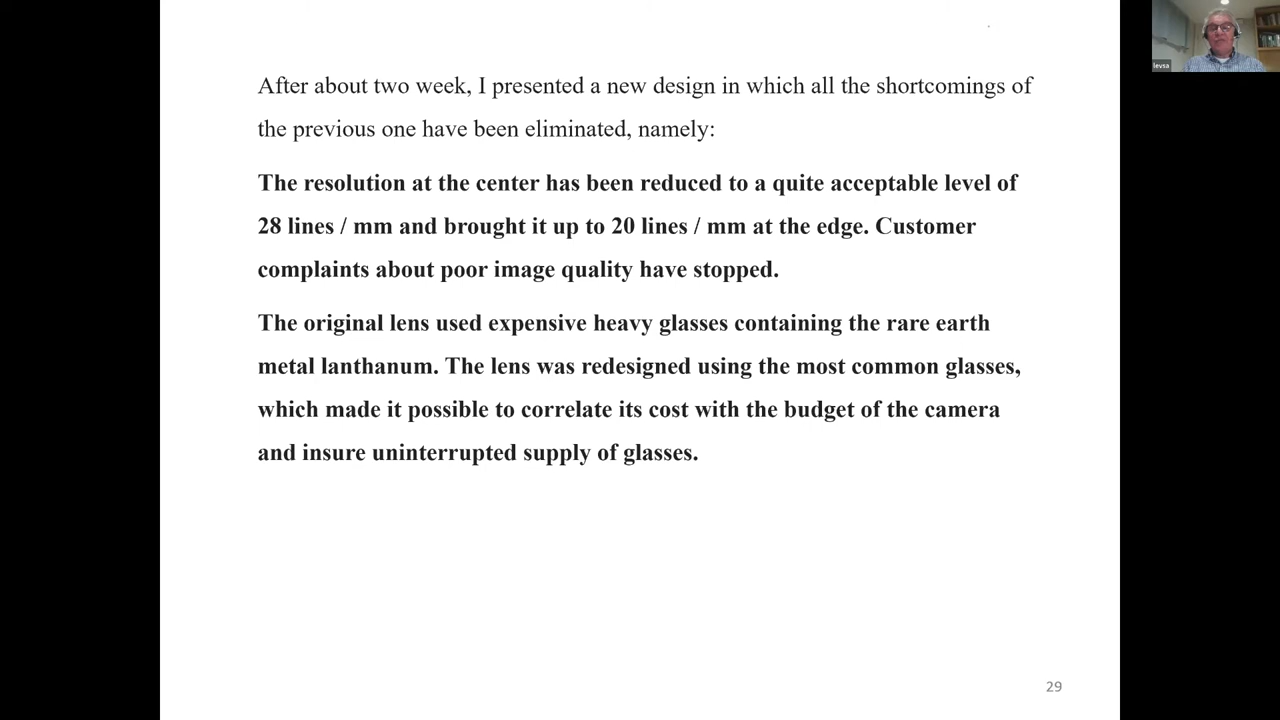 After about two week, I presented a new design in which all the shortcomings of
the previous one have been eliminated, namely:
The resolution at the center has been reduced to a quite acceptable level of
28 lines / mm and brought it up to 20 lines / mm at the edge. Customer
complaints about poor image quality have stopped.
The original lens used expensive heavy glasses containing the rare earth
metal lanthanum. The lens was redesigned using the most common glasses,
which made it possible to correlate its cost with the budget of the camera
and insure uninterrupted supply of glasses.
29
levsa